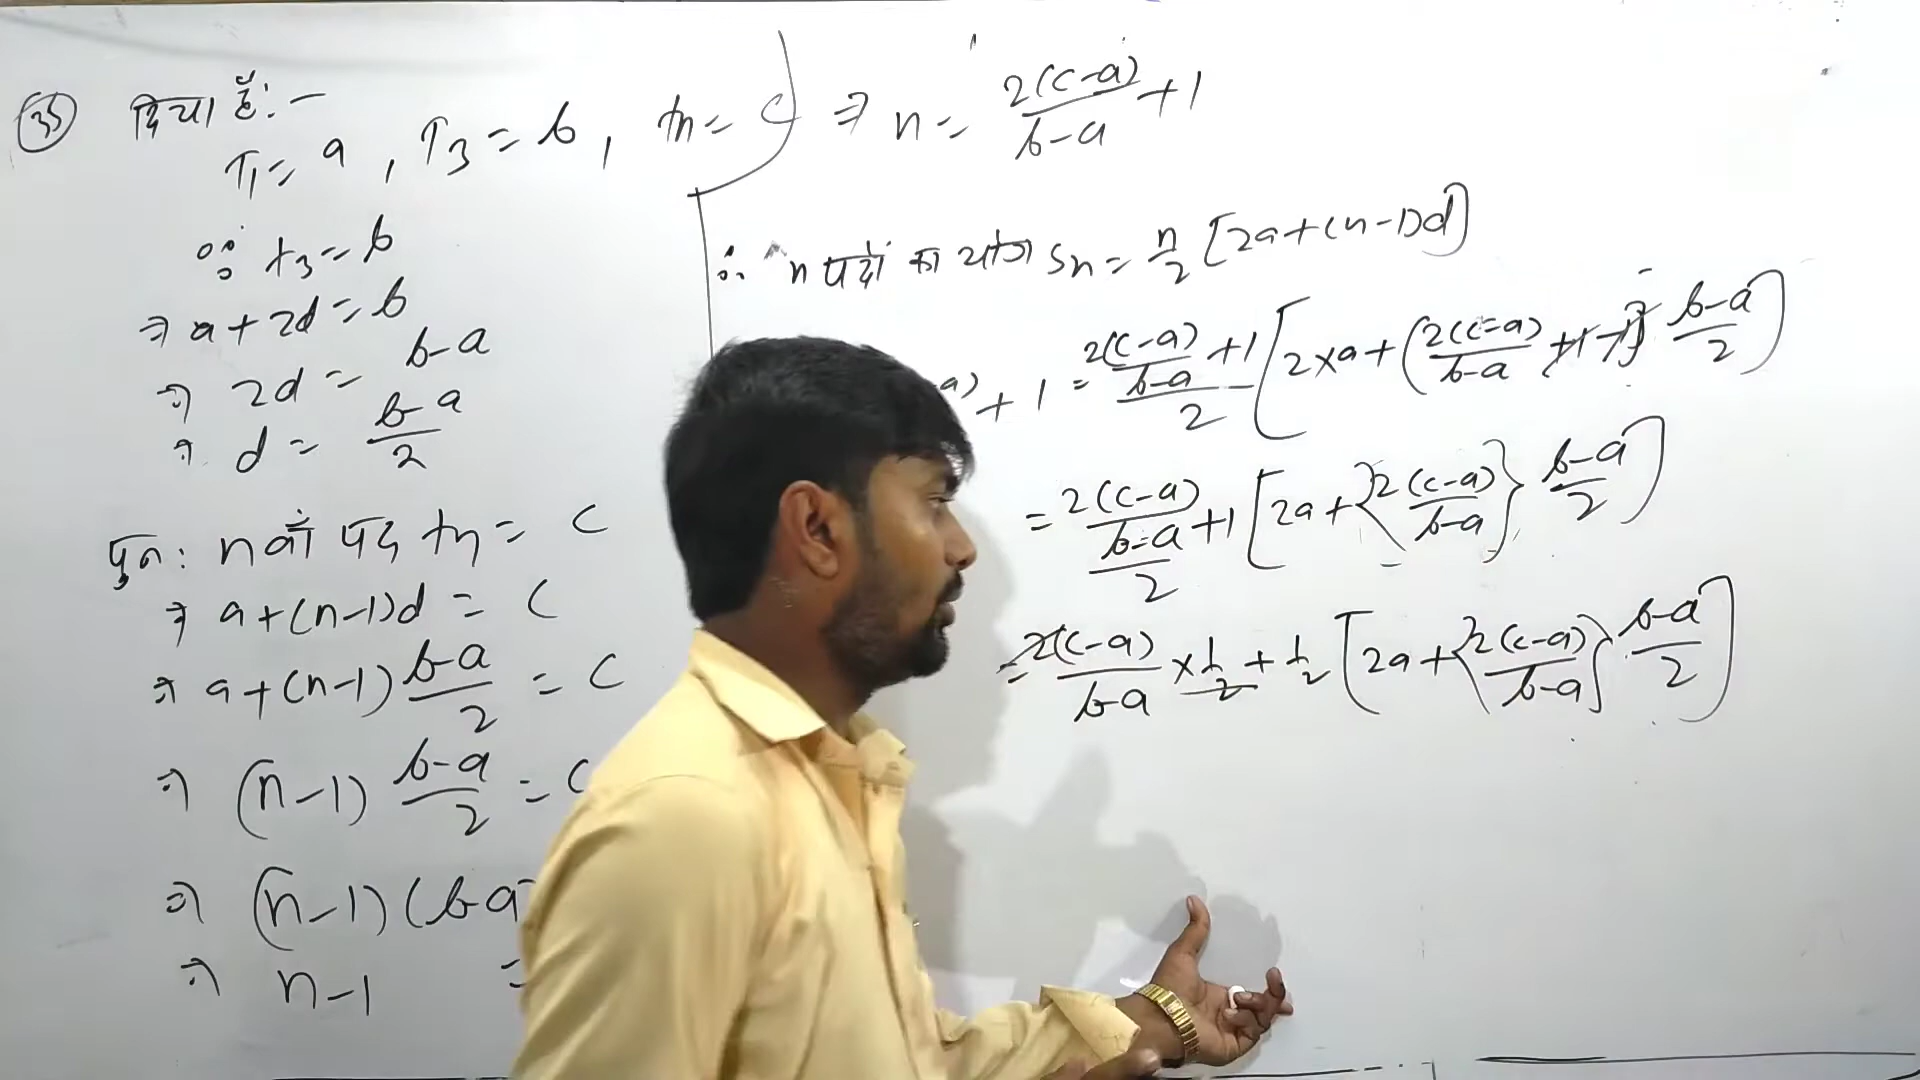 (35) दिया है:-
T1 = a , T3 = b , tn = c
∵ t3 = b
⇒ a+2d = b
⇒ 2d = b-a
⇒ d = b-a/2
पुन: nवाँ पद tn = c
⇒ a+(n-1)d = c
⇒ a+(n-1) b-a/2 = c
⇒ (n-1) b-a/2 = c
⇒ (n-1)(b-a
⇒ n-1 =
⇒ n = 2(c-a)/b-a + 1
∴ n पदों का योग Sn = n/2 [2a+(n-1)d]
a) + 1 = 2(c-a)/b-a + 1/2 [2×a+(2(c-a)/b-a +1-1) b-a/2]
= 2(c-a)/b-a + 1/2 [2a+{2(c-a)/b-a} b-a/2]
= 2(c-a)/b-a × 1/2 + 1/2 [2a+{2(c-a)/b-a} b-a/2]